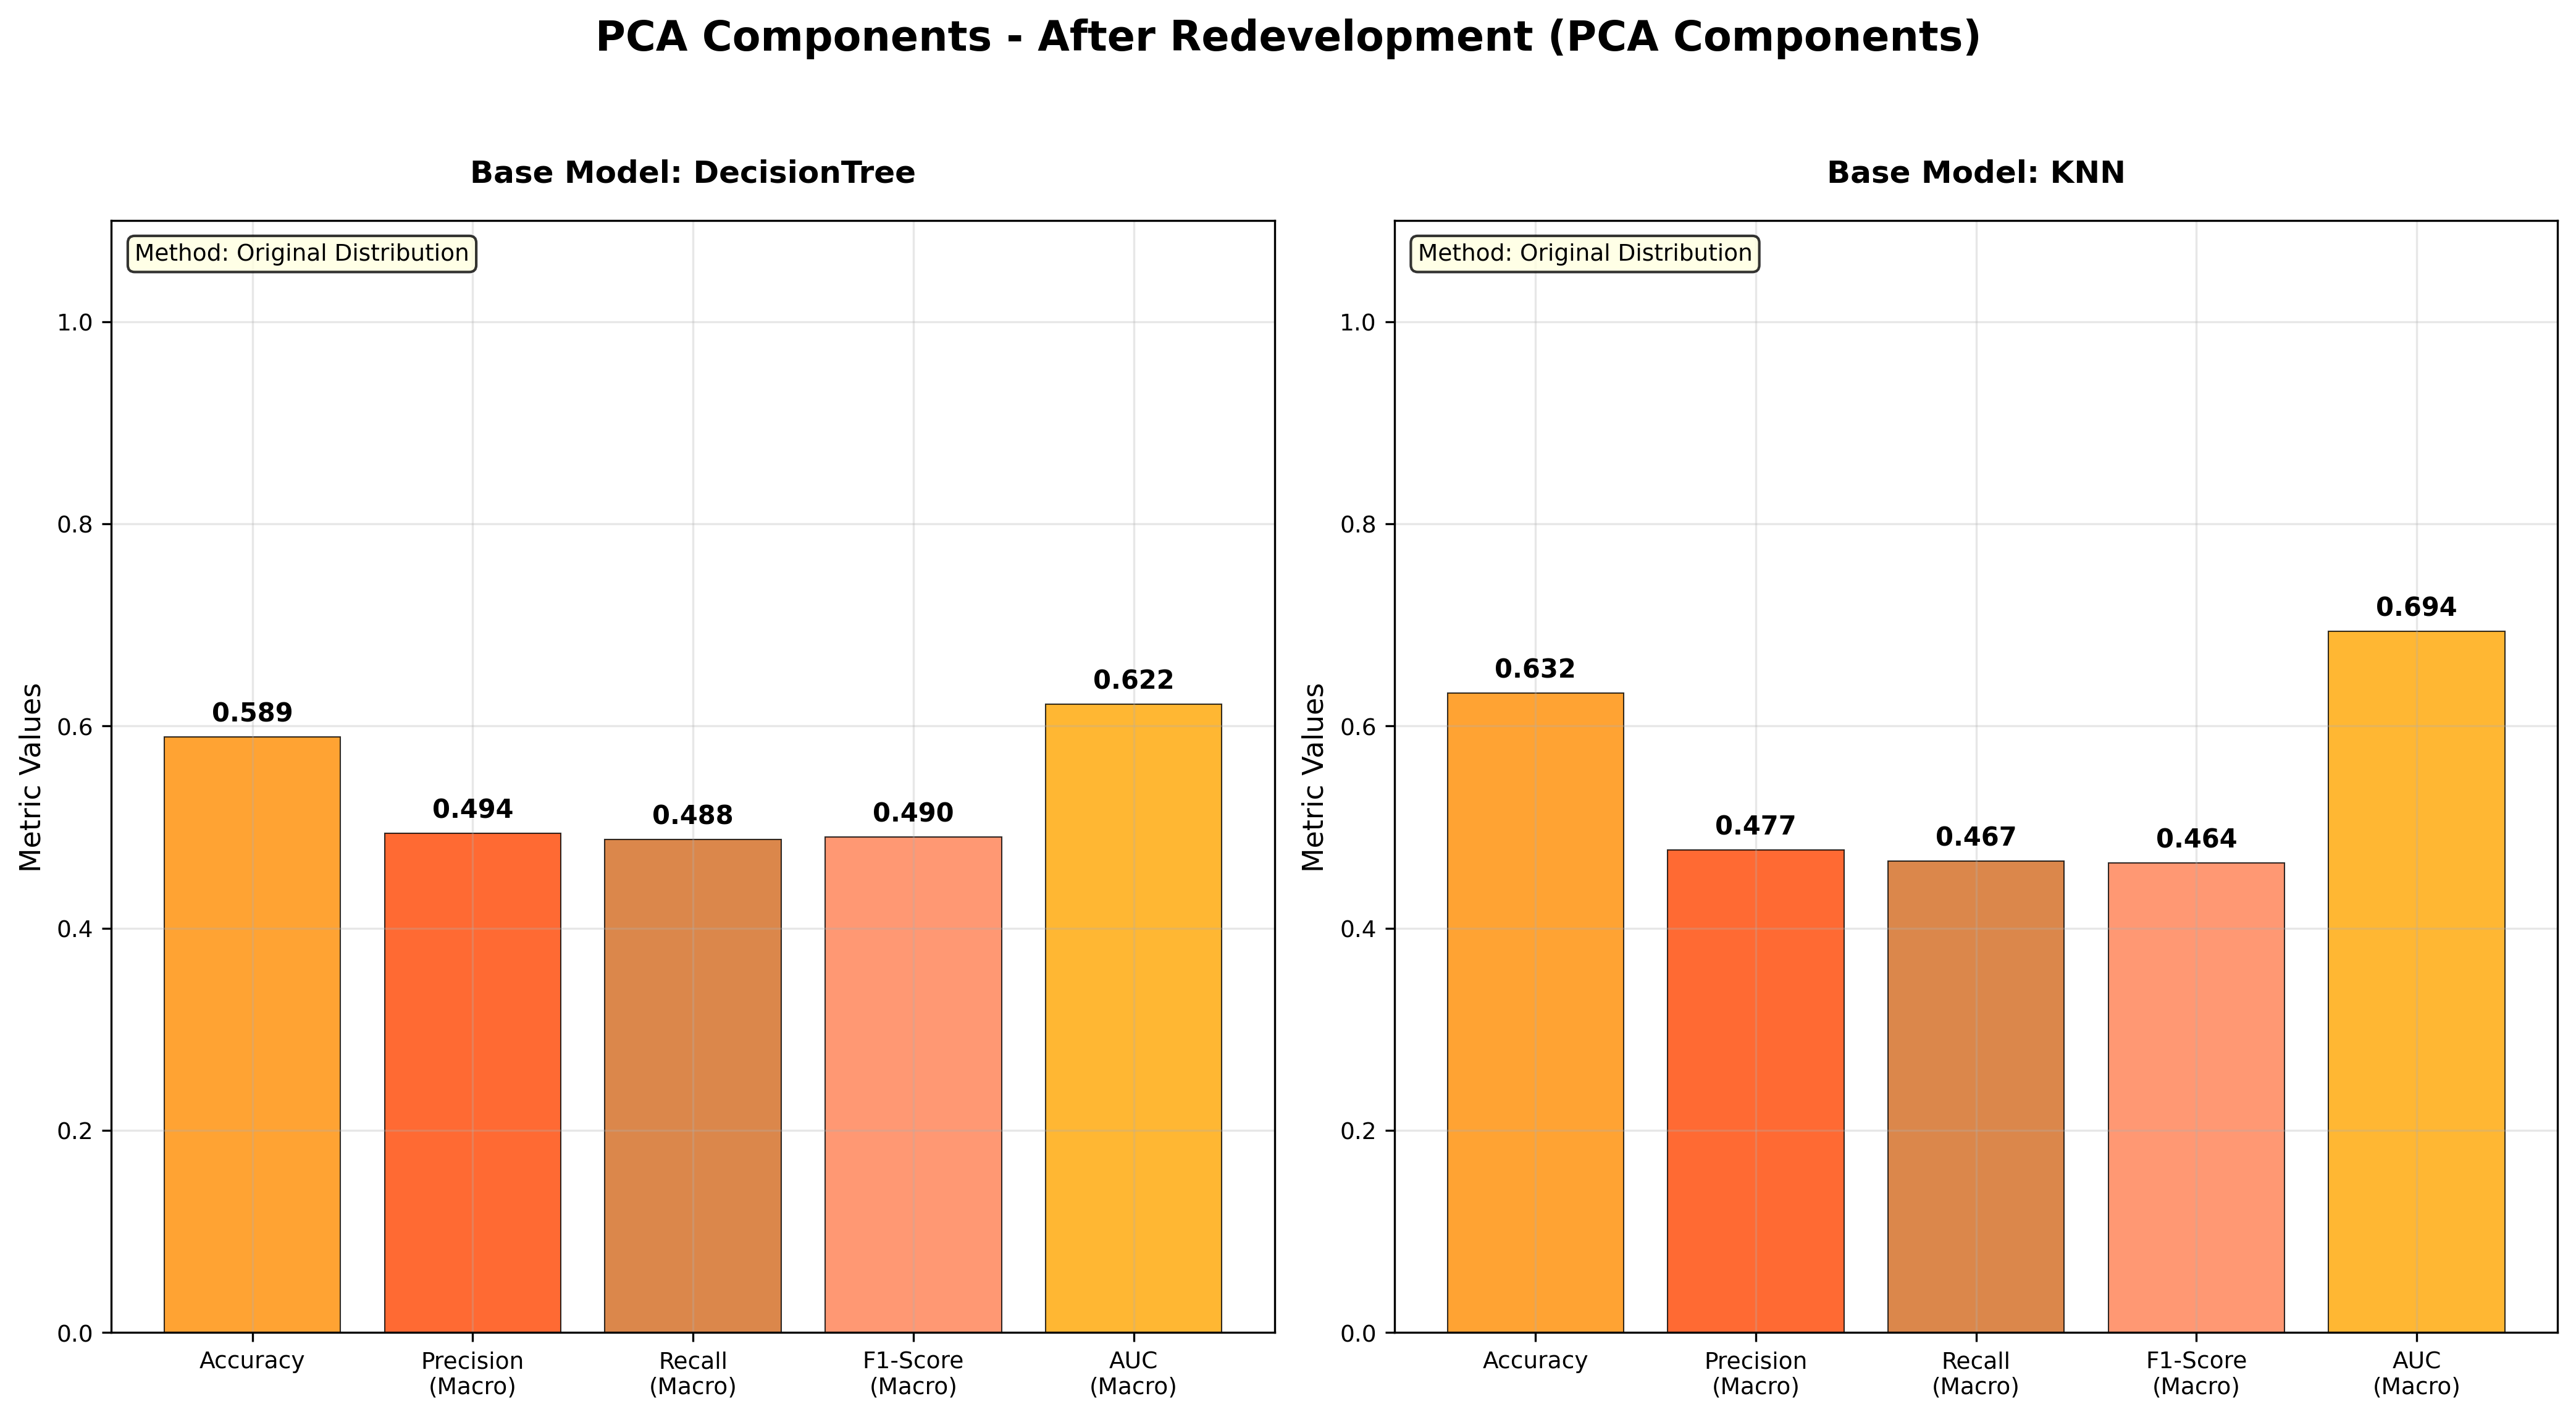 PCA Components - After Redevelopment (PCA Components)
Base Model: DecisionTree
Method: Original Distribution
Metric Values
1.0
0.8
0.6
0.4
0.2
0.0
0.589
0.494
0.488
0.490
0.622
Accuracy
Precision
(Macro)
Recall
(Macro)
F1-Score
(Macro)
AUC
(Macro)
Base Model: KNN
Method: Original Distribution
Metric Values
1.0
0.8
0.6
0.4
0.2
0.0
0.632
0.477
0.467
0.464
0.694
Accuracy
Precision
(Macro)
Recall
(Macro)
F1-Score
(Macro)
AUC
(Macro)